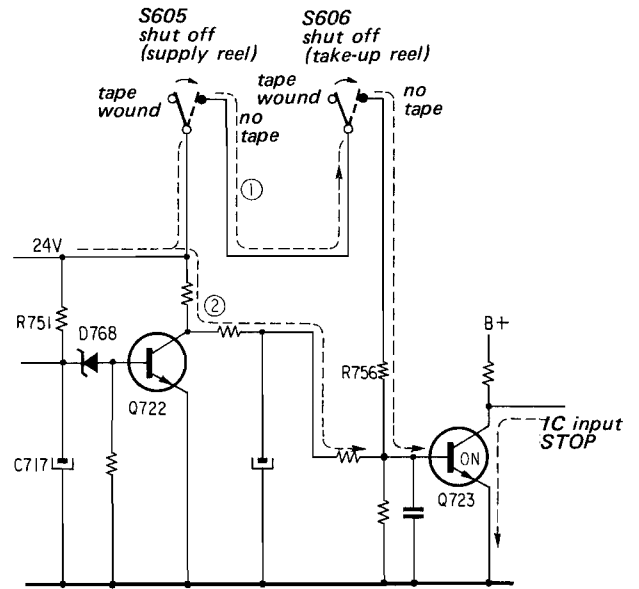 S605
shut off
(supply reel)
S606
shut off
(take-up reel)
tape
wound
no
tape
tape
wound
no
tape
1
24V
2
R751
D768
B+
R756
Q722
IC input
STOP
C717
ON
Q723